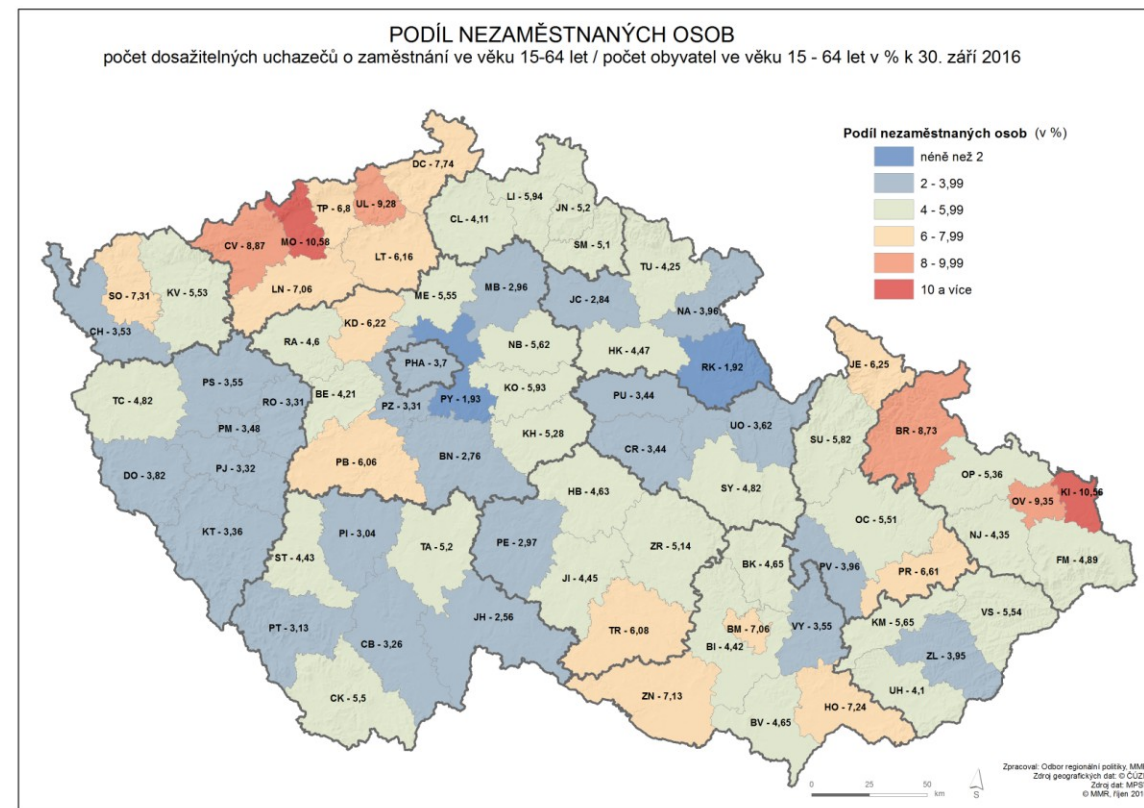 PODÍL NEZAMĚSTNANÝCH OSOB
počet dosažitelných uchazečů o zaměstnání ve věku 15-64 let / počet obyvatel ve věku 15 - 64 let v % k 30. září 2016
Podíl nezaměstnaných osob (v %)
néně než 2
2 - 3,99
4 - 5,99
6 - 7,99
8 - 9,99
10 a více
DC - 7,74
LI - 5,94
JN - 5,2
TP - 6,8
UL - 9,28
CL - 4,11
SM - 5,1
CV - 8,87
MO - 10,58
LT - 6,16
TU - 4,25
LN - 7,06
SO - 7,31
KV - 5,53
ME - 5,55
MB - 2,96
JC - 2,84
NA - 3,96
CH - 3,53
KD - 6,22
RA - 4,6
NB - 5,62
HK - 4,47
RK - 1,92
JE - 6,25
PS - 3,55
PHA - 3,7
TC - 4,82
RO - 3,31
BE - 4,21
PZ - 3,31
PY - 1,93
KO - 5,93
PU - 3,44
PM - 3,48
UO - 3,62
BR - 8,73
KH - 5,28
SU - 5,82
DO - 3,82
PJ - 3,32
PB - 6,06
BN - 2,76
CR - 3,44
OP - 5,36
HB - 4,63
SY - 4,82
KI - 10,56
OV - 9,35
KT - 3,36
PI - 3,04
TA - 5,2
PE - 2,97
OC - 5,51
NJ - 4,35
ST - 4,43
ZR - 5,14
BK - 4,65
PV - 3,96
FM - 4,89
JI - 4,45
PR - 6,61
JH - 2,56
VS - 5,54
PT - 3,13
CB - 3,26
TR - 6,08
BM - 7,06
VY - 3,55
KM - 5,65
BI - 4,42
ZL - 3,95
CK - 5,5
ZN - 7,13
UH - 4,1
HO - 7,24
BV - 4,65
0 25 50
km
S
Zpracoval: Odbor regionální politiky, MM
Zdroj geografických dat: © ČÚZ
Zdroj dat: MPS
© MMR, říjen 201